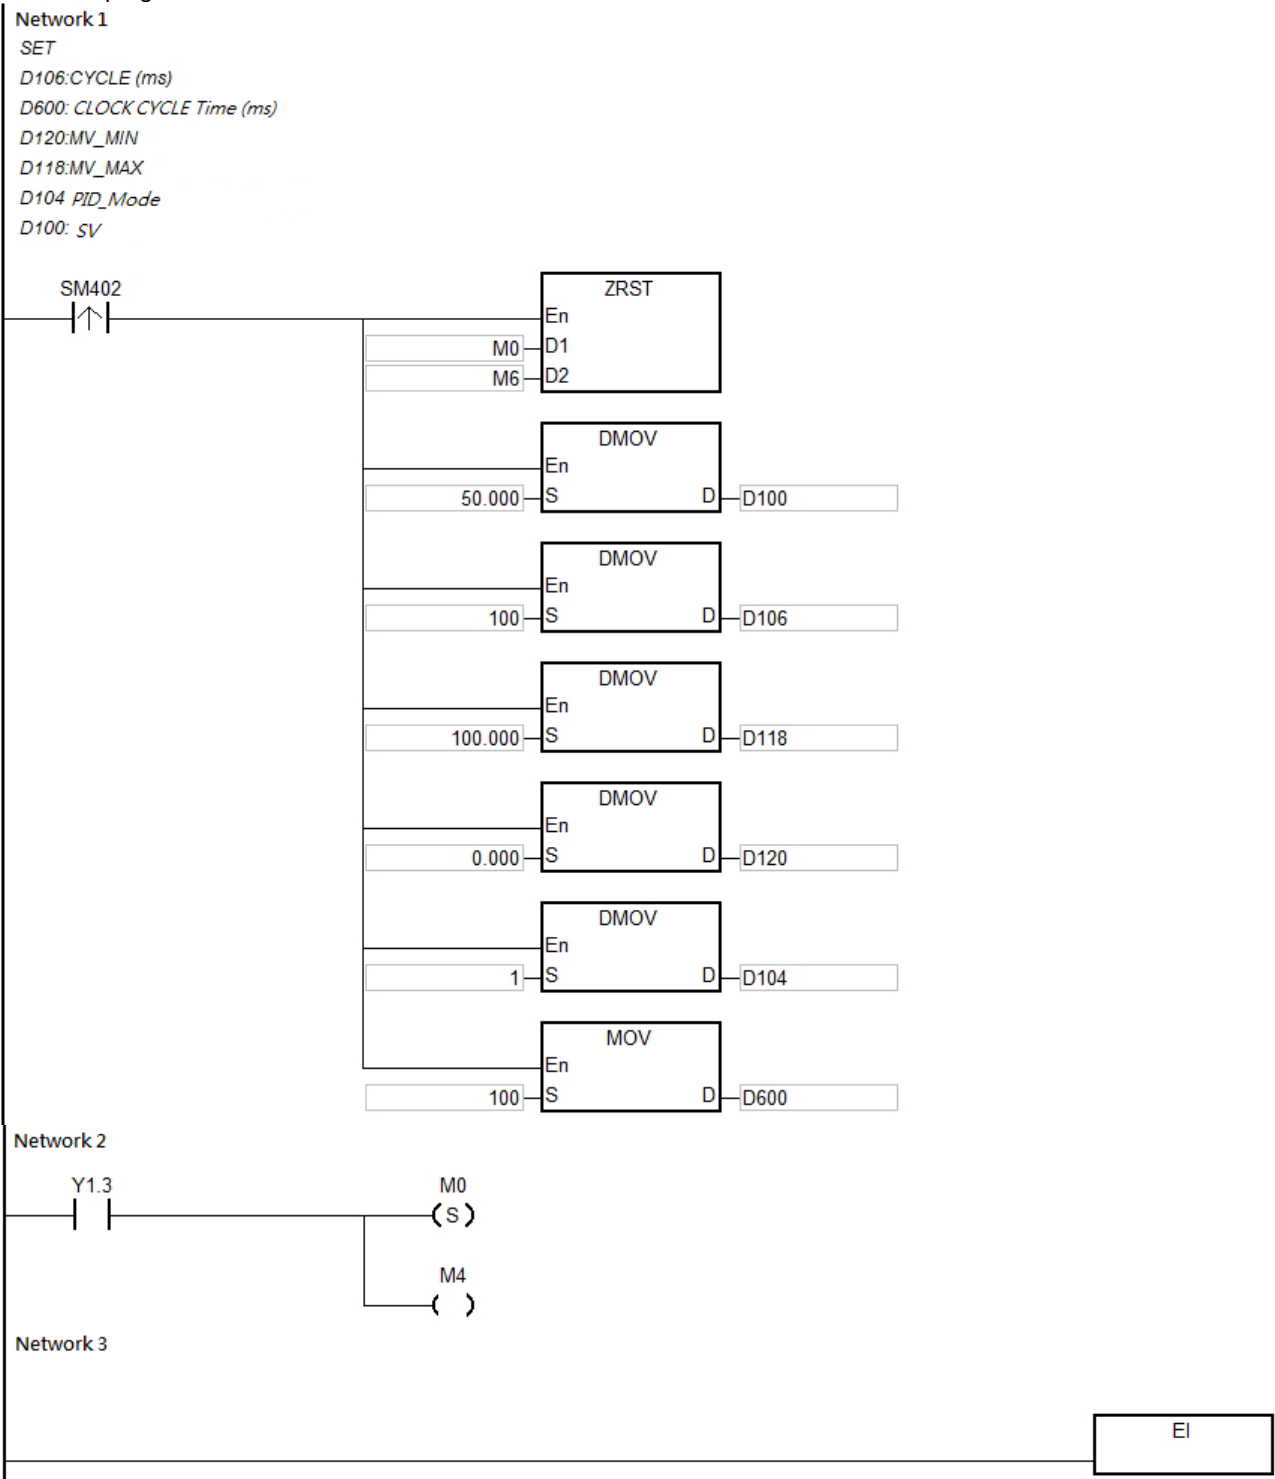 Network 1
SET
D106:CYCLE (ms)
D600: CLOCK CYCLE Time (ms)
D120:MV_MIN
D118:MV_MAX
D104 PID_Mode
D100: SV
SM402
ZRST
En
M0 D1
M6 D2
DMOV
En
50.000 S D D100
DMOV
En
100 S D D106
DMOV
En
100.000 S D D118
DMOV
En
0.000 S D D120
DMOV
En
1 S D D104
MOV
En
100 S D D600
Network 2
Y1.3 M0
S
M4
Network 3
EI